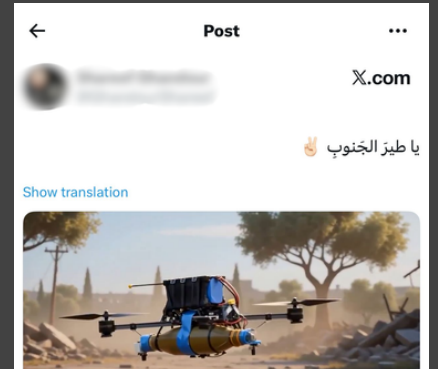 Post
X.com
يا طيرَ الجَنوبِ ✌🏻
Show translation